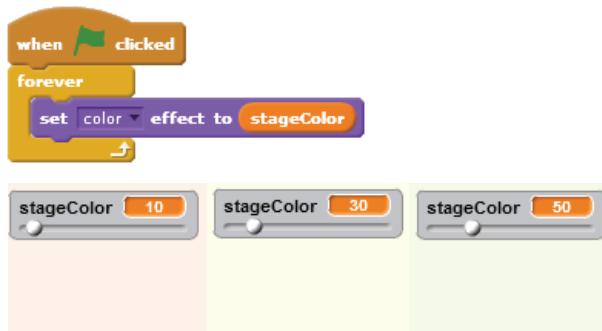 when clicked
forever
set color effect to stageColor
stageColor 10
stageColor 30
stageColor 50